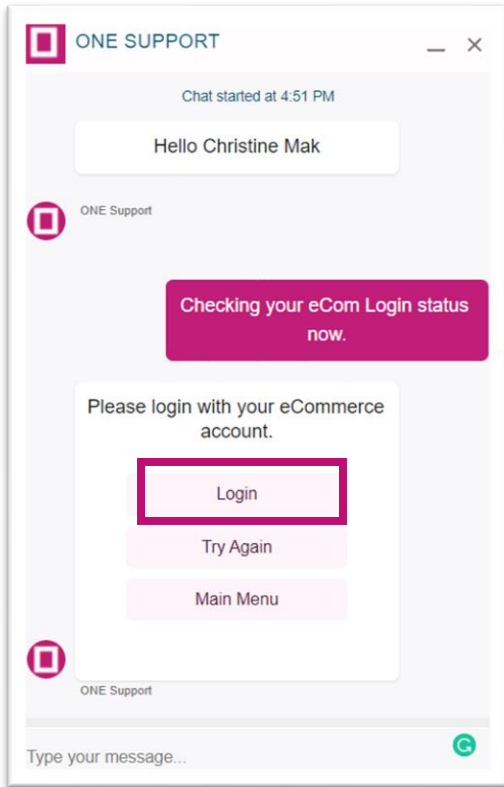 ONE SUPPORT
Chat started at 4:51 PM
Hello Christine Mak
ONE Support
Checking your eCom Login status
now.
Please login with your eCommerce
account.
Login
Try Again
Main Menu
ONE Support
Type your message...